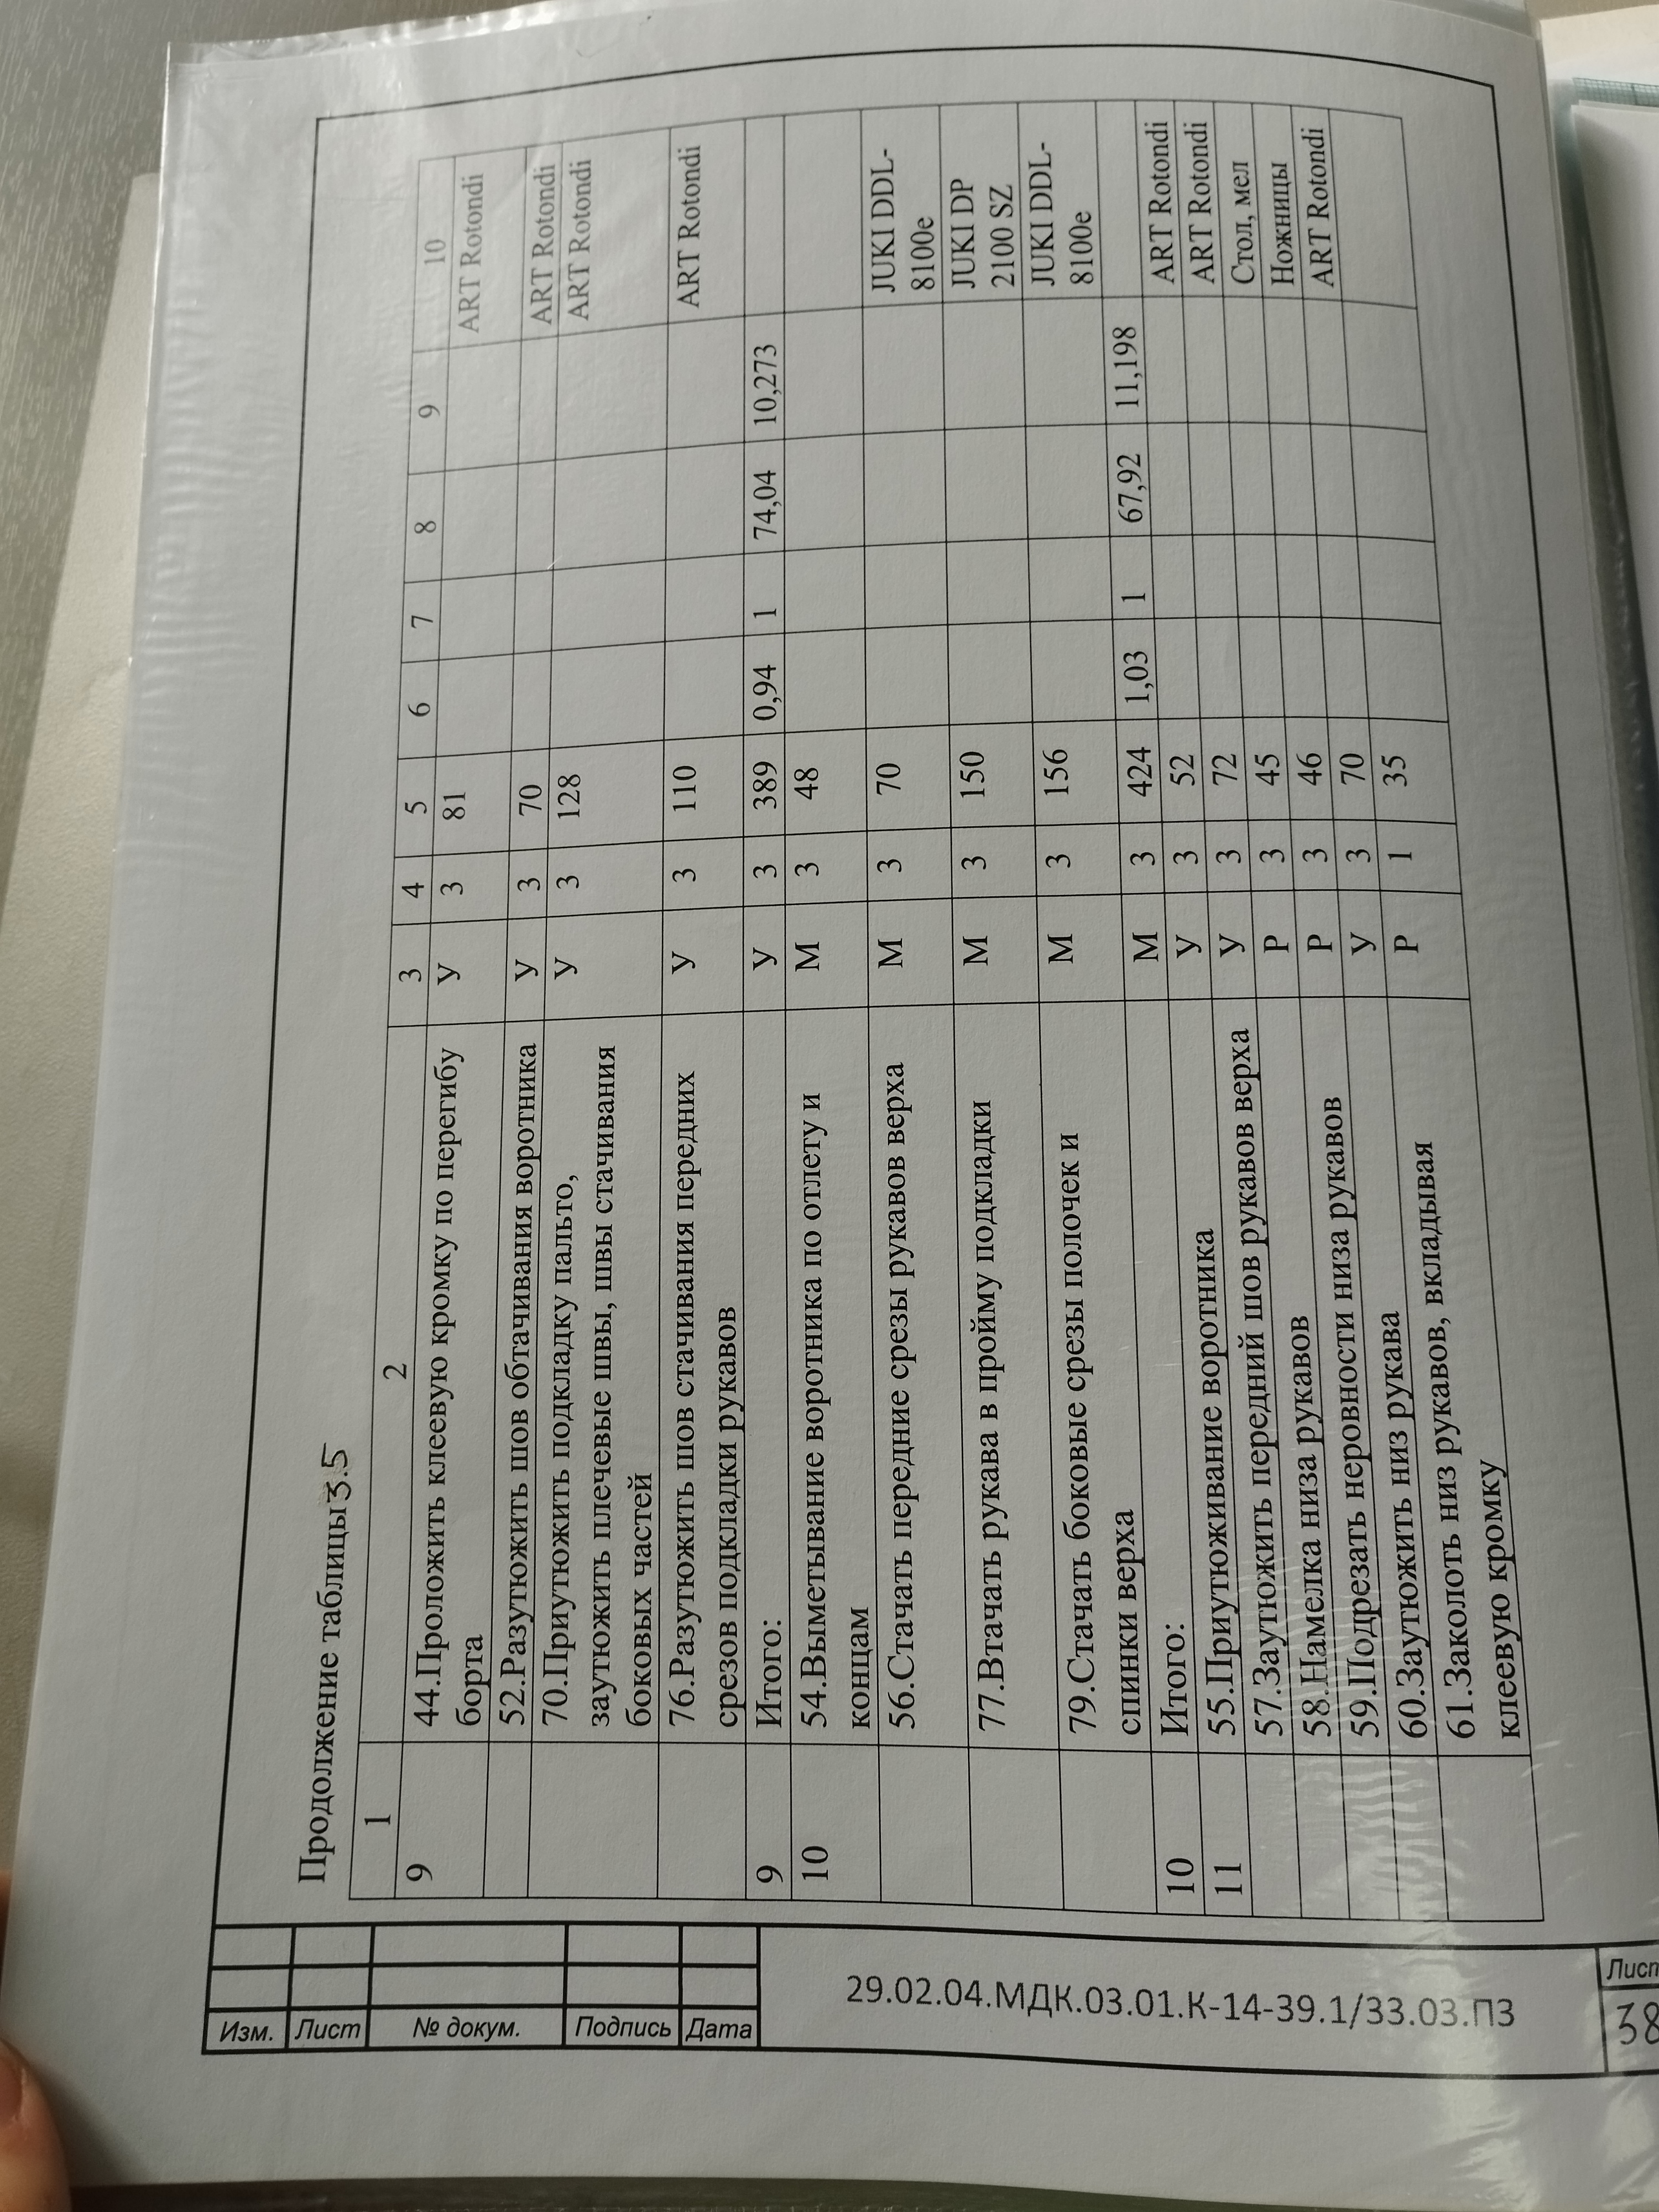 Продолжение таблицы 3.5
1 2 3 4 5 6 7 8 9 10
9 44.Проложить клеевую кромку по перегибу У 3 81 ART Rotondi
борта
52.Разутюжить шов обтачивания воротника У 3 70 ART Rotondi
70.Приутюжить подкладку пальто, У 3 128 ART Rotondi
заутюжить плечевые швы, швы стачивания
боковых частей
76.Разутюжить шов стачивания передних У 3 110 ART Rotondi
срезов подкладки рукавов
9 Итого: У 3 389 0,94 1 74,04 10,273
10 54.Выметывание воротника по отлету и М 3 48
концам
56.Стачать передние срезы рукавов верха М 3 70 JUKI DDL-
8100e
77.Втачать рукава в пройму подкладки М 3 150 JUKI DP
2100 SZ
79.Стачать боковые срезы полочек и М 3 156 JUKI DDL-
спинки верха 8100e
10 Итого: М 3 424 1,03 1 67,92 11,198
11 55.Приутюживание воротника У 3 52 ART Rotondi
57.Заутюжить передний шов рукавов верха У 3 72 ART Rotondi
58.Намелка низа рукавов Р 3 45 Стол, мел
59.Подрезать неровности низа рукавов Р 3 46 Ножницы
60.Заутюжить низ рукава У 3 70 ART Rotondi
61.Заколоть низ рукавов, вкладывая Р 1 35
клеевую кромку
Изм. Лист № докум. Подпись Дата
29.02.04.МДК.03.01.К-14-39.1/33.03.ПЗ
Лист
38